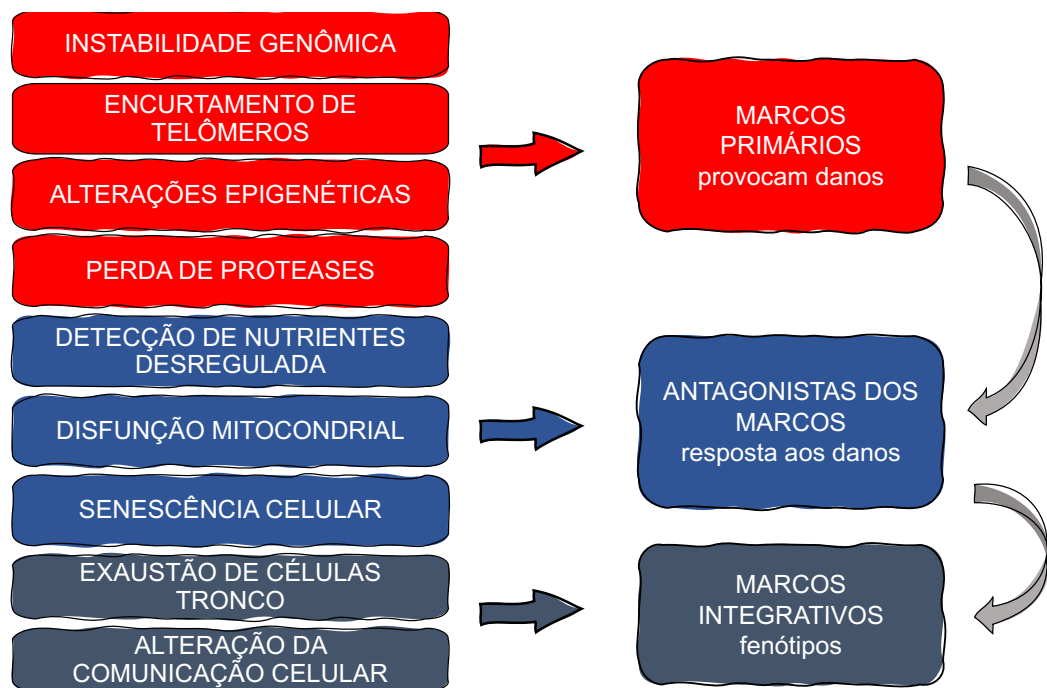 INSTABILIDADE GENÔMICA
ENCURTAMENTO DE
TELÔMEROS
ALTERAÇÕES EPIGENÉTICAS
PERDA DE PROTEASES
DETECÇÃO DE NUTRIENTES
DESREGULADA
DISFUNÇÃO MITOCONDRIAL
SENESCÊNCIA CELULAR
EXAUSTÃO DE CÉLULAS
TRONCO
ALTERAÇÃO DA
COMUNICAÇÃO CELULAR
MARCOS
PRIMÁRIOS
provocam danos
ANTAGONISTAS DOS
MARCOS
resposta aos danos
MARCOS
INTEGRATIVOS
fenótipos